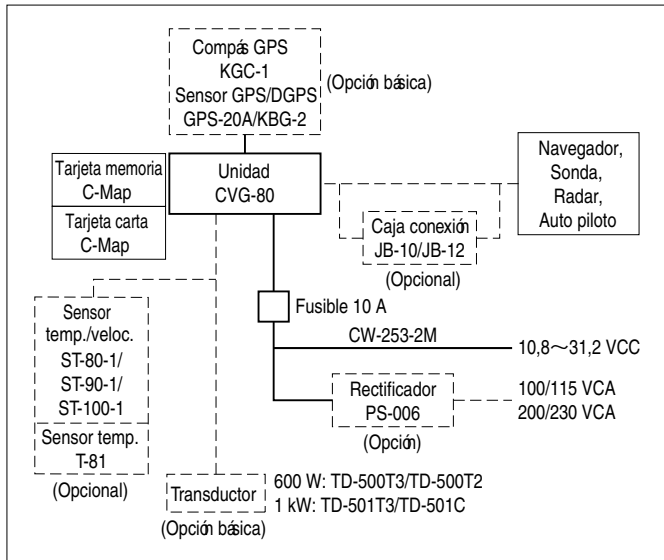 Compás GPS
KGC-1
Sensor GPS/DGPS
GPS-20A/KBG-2
(Opción básica)
Tarjeta memoria
C-Map
Tarjeta carta
C-Map
Unidad
CVG-80
Navegador,
Sonda,
Radar,
Auto piloto
Caja conexión
JB-10/JB-12
(Opcional)
Fusible 10 A
CW-253-2M
10,8～31,2 VCC
Sensor
temp./veloc.
ST-80-1/
ST-90-1/
ST-100-1
Sensor temp.
T-81
(Opcional)
Rectificador
PS-006
(Opción)
100/115 VCA
200/230 VCA
Transductor
(Opción básica)
600 W: TD-500T3/TD-500T2
1 kW: TD-501T3/TD-501C